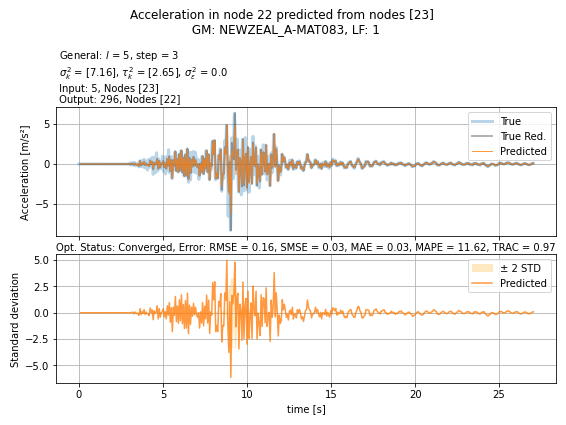 Acceleration in node 22 predicted from nodes [23]
GM: NEWZEAL_A-MAT083, LF: 1
General: l = 5, step = 3
σ_k² = [7.16], τ_k² = [2.65], σ_ε² = 0.0
Input: 5, Nodes [23]
Output: 296, Nodes [22]
Acceleration [m/s²]
5
0
−5
True
True Red.
Predicted
Opt. Status: Converged, Error: RMSE = 0.16, SMSE = 0.03, MAE = 0.03, MAPE = 11.62, TRAC = 0.97
Standard deviation
5.0
2.5
0.0
−2.5
−5.0
± 2 STD
Predicted
0 5 10 15 20 25
time [s]